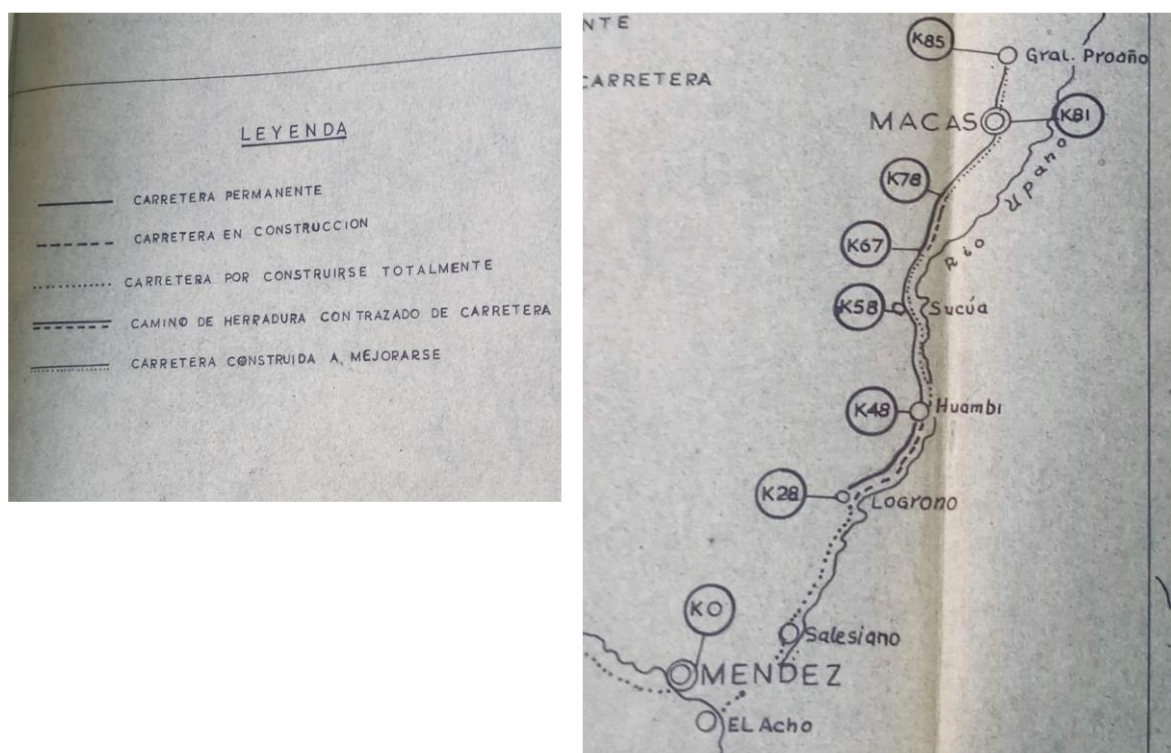 LEYENDA
CARRETERA PERMANENTE
CARRETERA EN CONSTRUCCION
CARRETERA POR CONSTRUIRSE TOTALMENTE
CAMINO DE HERRADURA CON TRAZADO DE CARRETERA
CARRETERA CONSTRUIDA A MEJORARSE
NTE
CARRETERA
K85
Gral. Proaño
MACAS
K81
K78
Río Upano
K67
K58
Sucúa
K48
Huambi
K28
Logrono
K0
Salesiano
MENDEZ
EL Acho